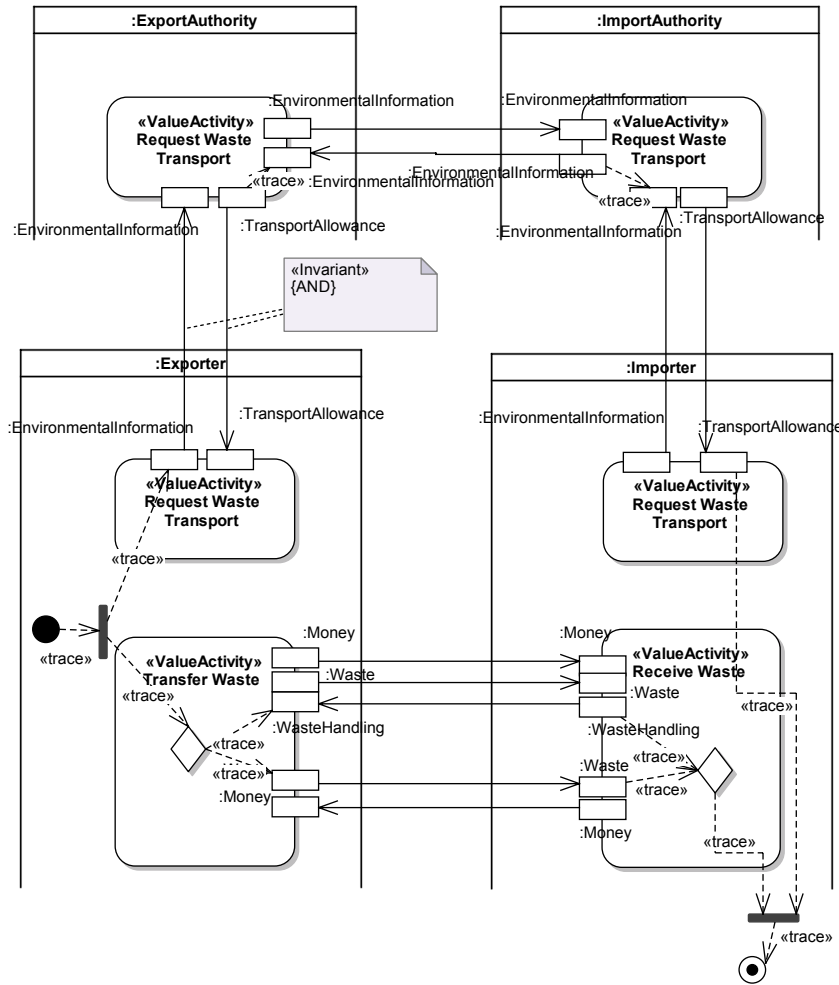 :ExportAuthority
:ImportAuthority
:EnvironmentalInformation
:EnvironmentalInformation
«ValueActivity»
Request Waste
Transport
«ValueActivity»
Request Waste
Transport
:EnvironmentalInformation
«trace»
:EnvironmentalInformation
«trace»
:EnvironmentalInformation
:TransportAllowance
:EnvironmentalInformation
:TransportAllowance
«Invariant»
{AND}
:Exporter
:Importer
:EnvironmentalInformation
:TransportAllowance
:EnvironmentalInformation
:TransportAllowance
«ValueActivity»
Request Waste
Transport
«ValueActivity»
Request Waste
Transport
«trace»
«trace»
:Money
:Money
«ValueActivity»
Transfer Waste
«ValueActivity»
Receive Waste
:Waste
:Waste
«trace»
«trace»
:WasteHandling
:WasteHandling
«trace»
«trace»
«trace»
:Waste
«trace»
:Money
:Money
«trace»
«trace»